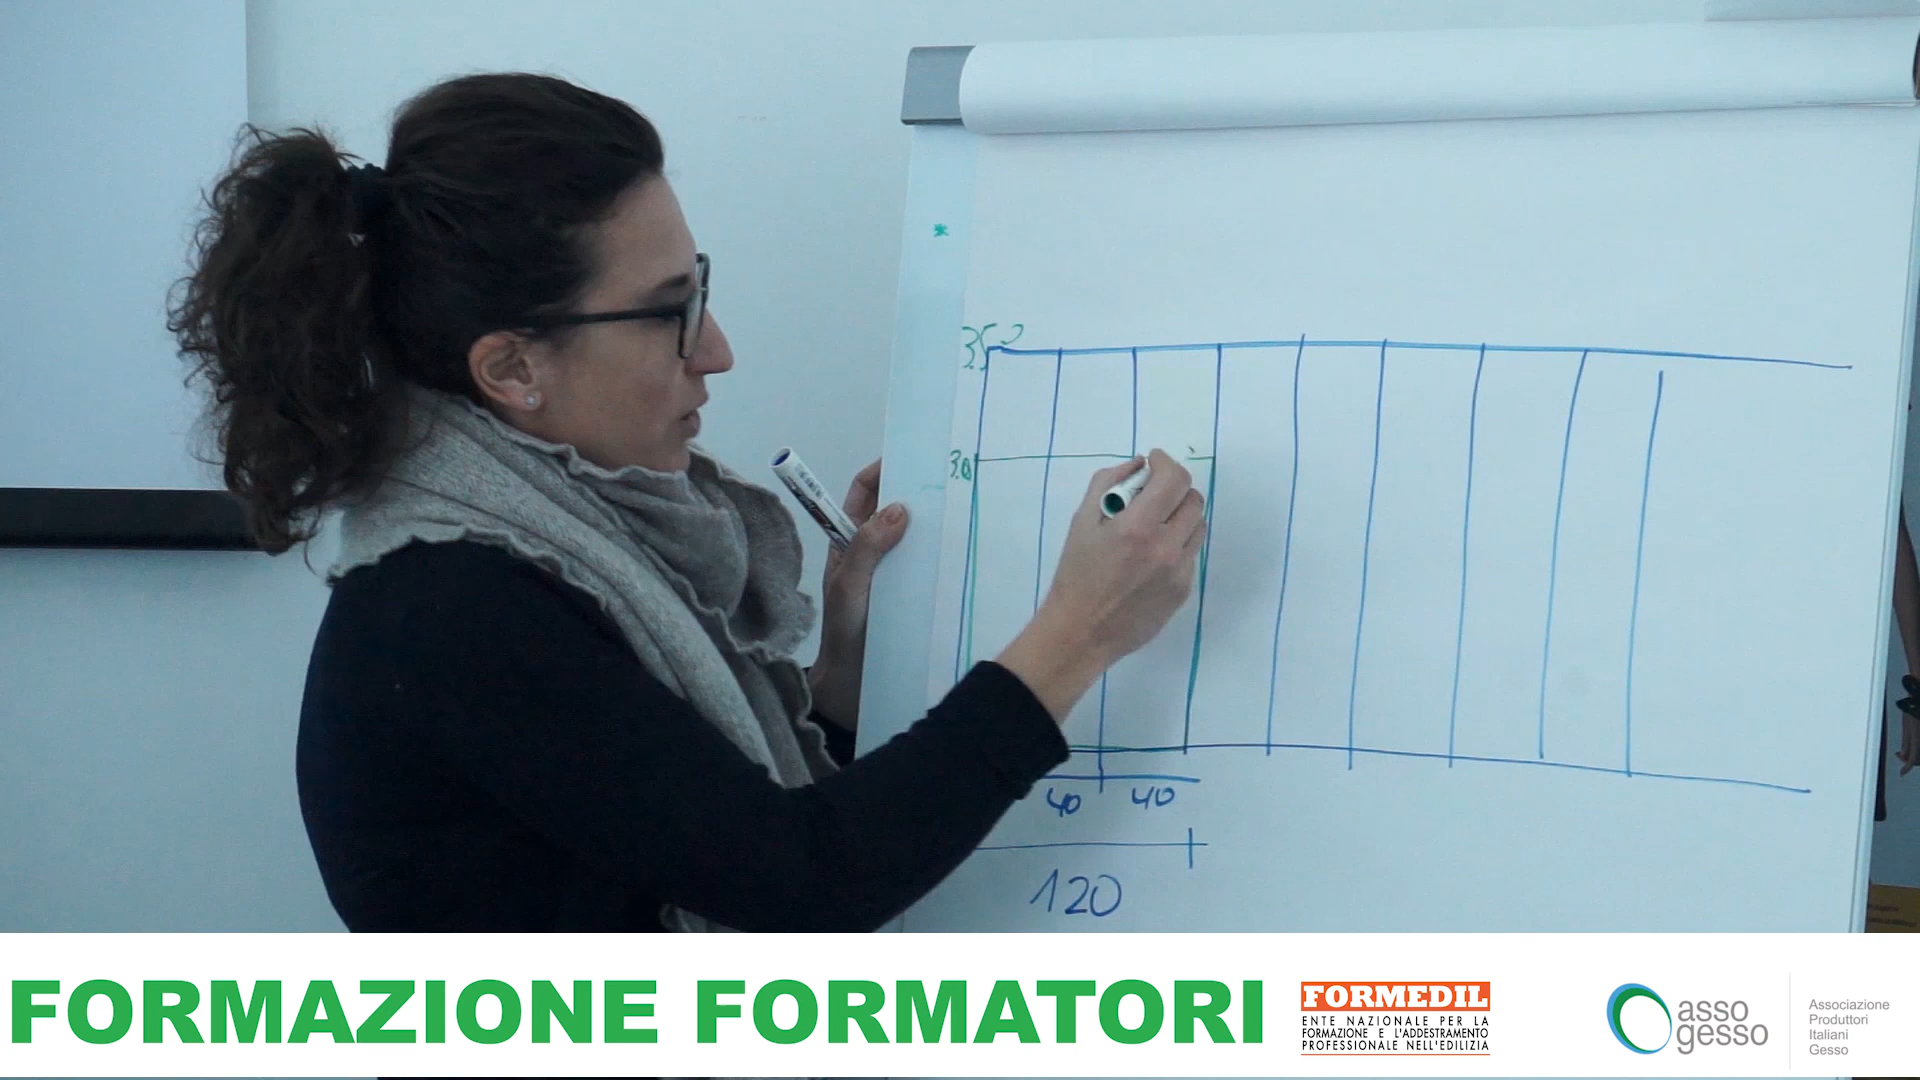 *
3.0
40 40
120
FORMAZIONE FORMATORI
FORMEDIL
ENTE NAZIONALE PER LA
FORMAZIONE E L'ADDESTRAMENTO
PROFESSIONALE NELL'EDILIZIA
asso
gesso
Associazione
Produttori
Italiani
Gesso